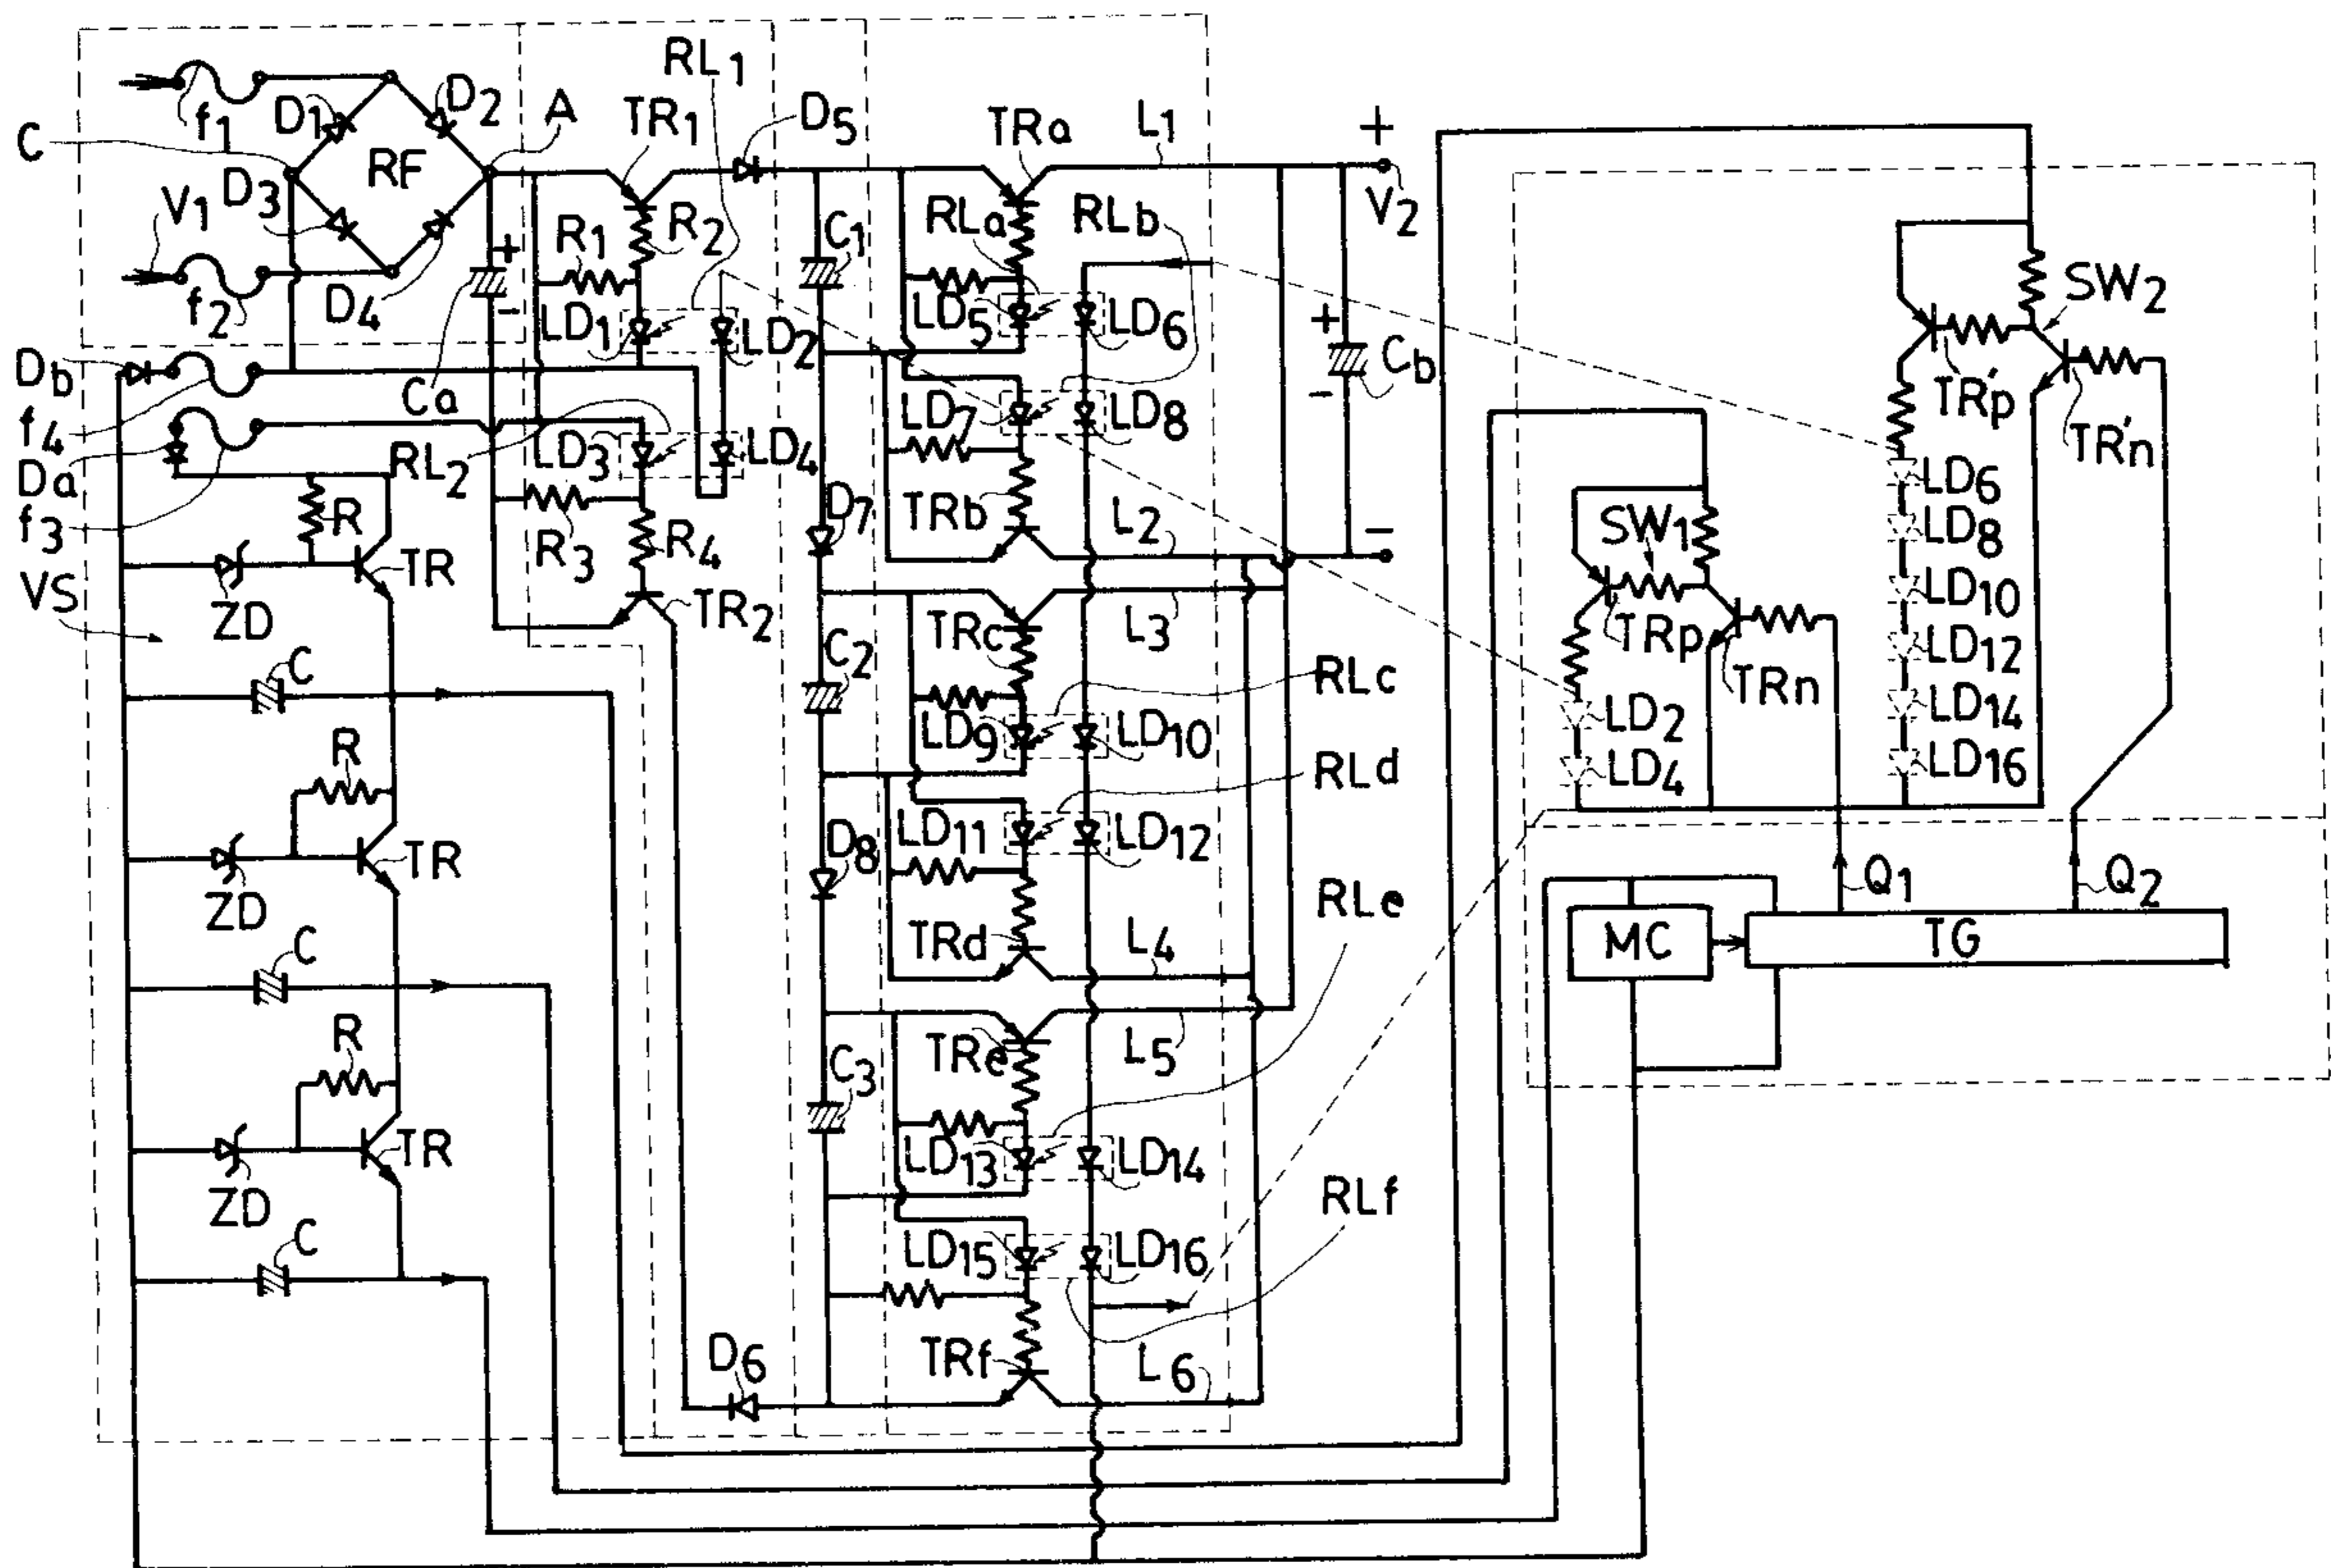 RL1
f1
D1
D2
A
TR1
D5
TRa
L1
+
C
RF
V2
D3
V1
R1
R2
C1
RLa
RLb
f2
D4
+
-
LD1
LD2
LD5
LD6
+
Cb
-
SW2
TR'p
TR'n
Db
f4
Ca
LD7
LD8
Da
RL2
LD3
LD4
f3
R
R3
R4
D7
TRb
L2
-
SW1
LD6
LD8
LD10
LD12
LD14
LD16
VS
ZD
TR
TR2
TRc
L3
TRp
TRn
C
C2
RLc
LD2
LD4
LD9
LD10
R
RLd
D8
LD11
LD12
ZD
TR
RLe
Q1
Q2
C
TRd
L4
MC
TG
R
C3
TRe
L5
ZD
TR
LD13
LD14
RLf
C
LD15
LD16
D6
TRf
L6